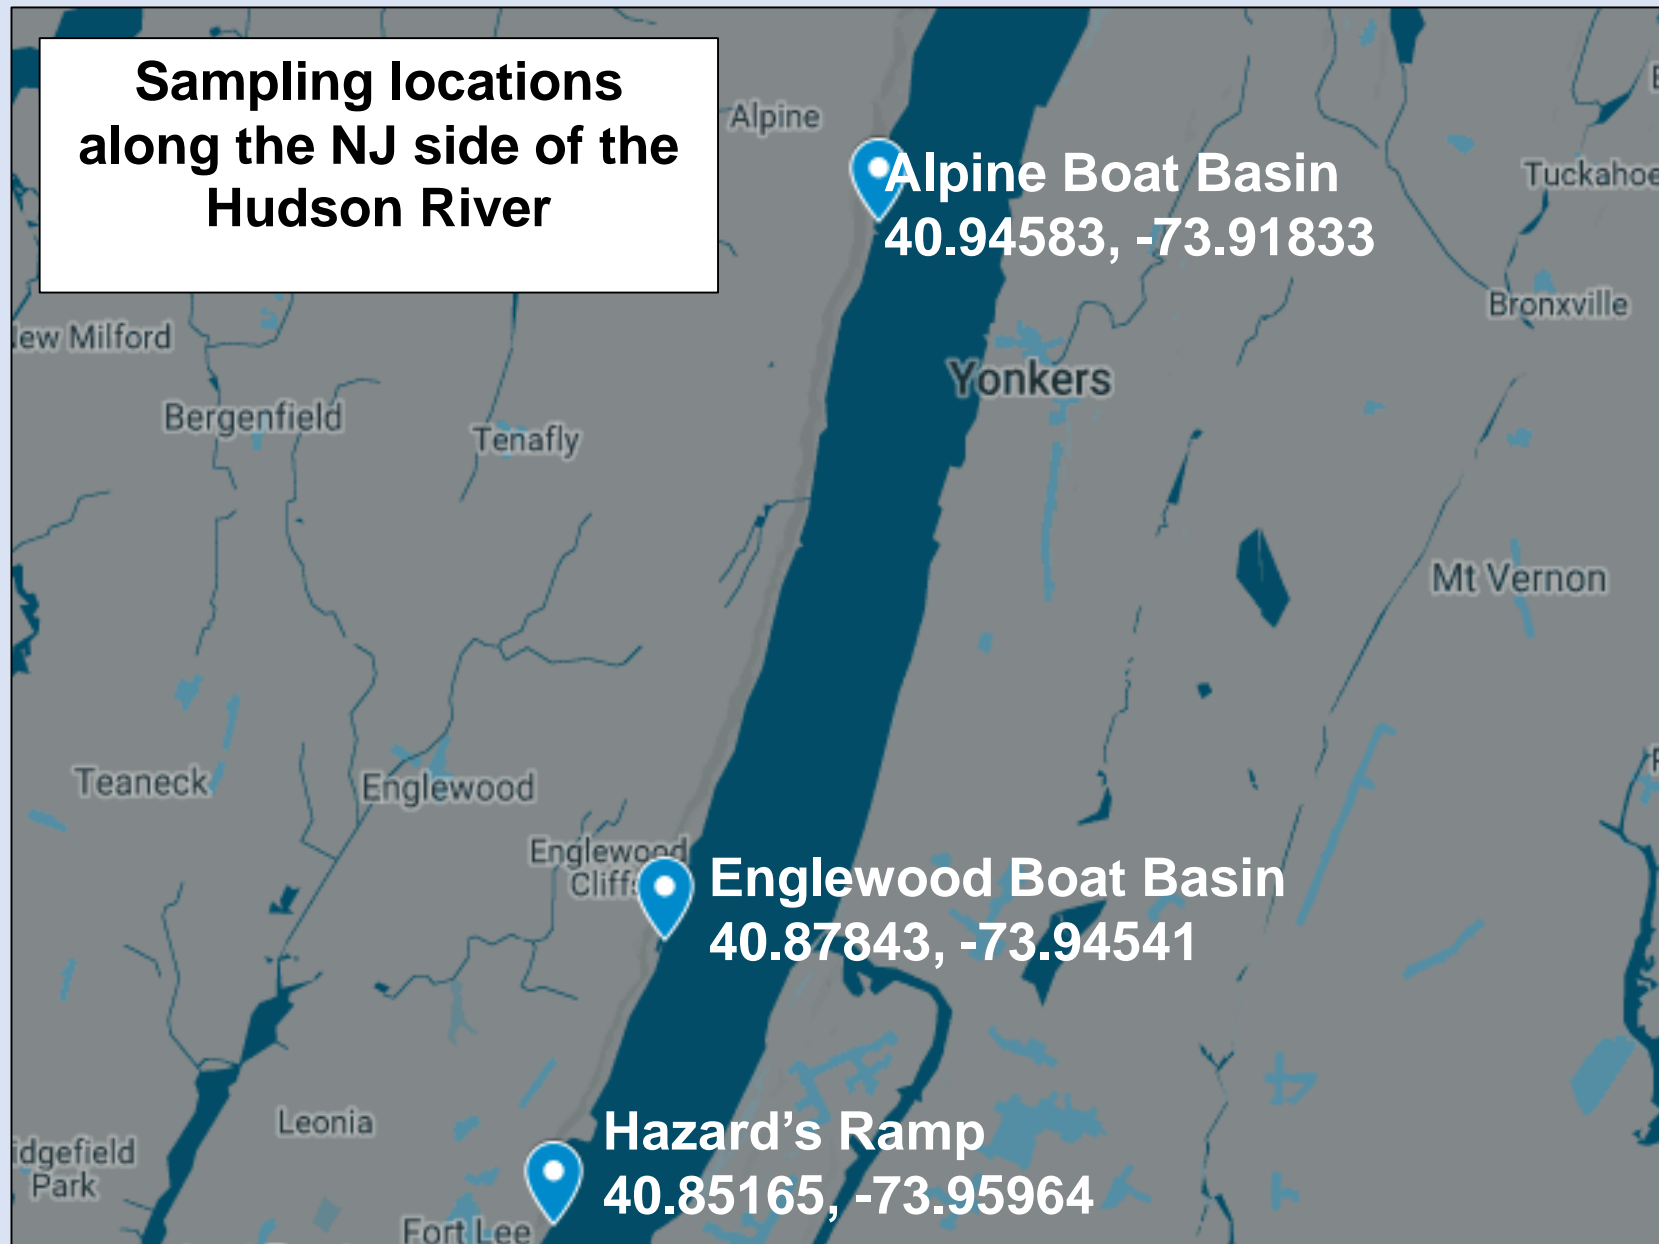 Sampling locations
along the NJ side of the
Hudson River
Alpine
Alpine Boat Basin
40.94583, -73.91833
Tuckahoe
Bronxville
ew Milford
Yonkers
Bergenfield
Tenafly
Mt Vernon
Teaneck
Englewood
Englewood
Cliffs
Englewood Boat Basin
40.87843, -73.94541
Leonia
Hazard’s Ramp
40.85165, -73.95964
idgefield
Park
Fort Lee